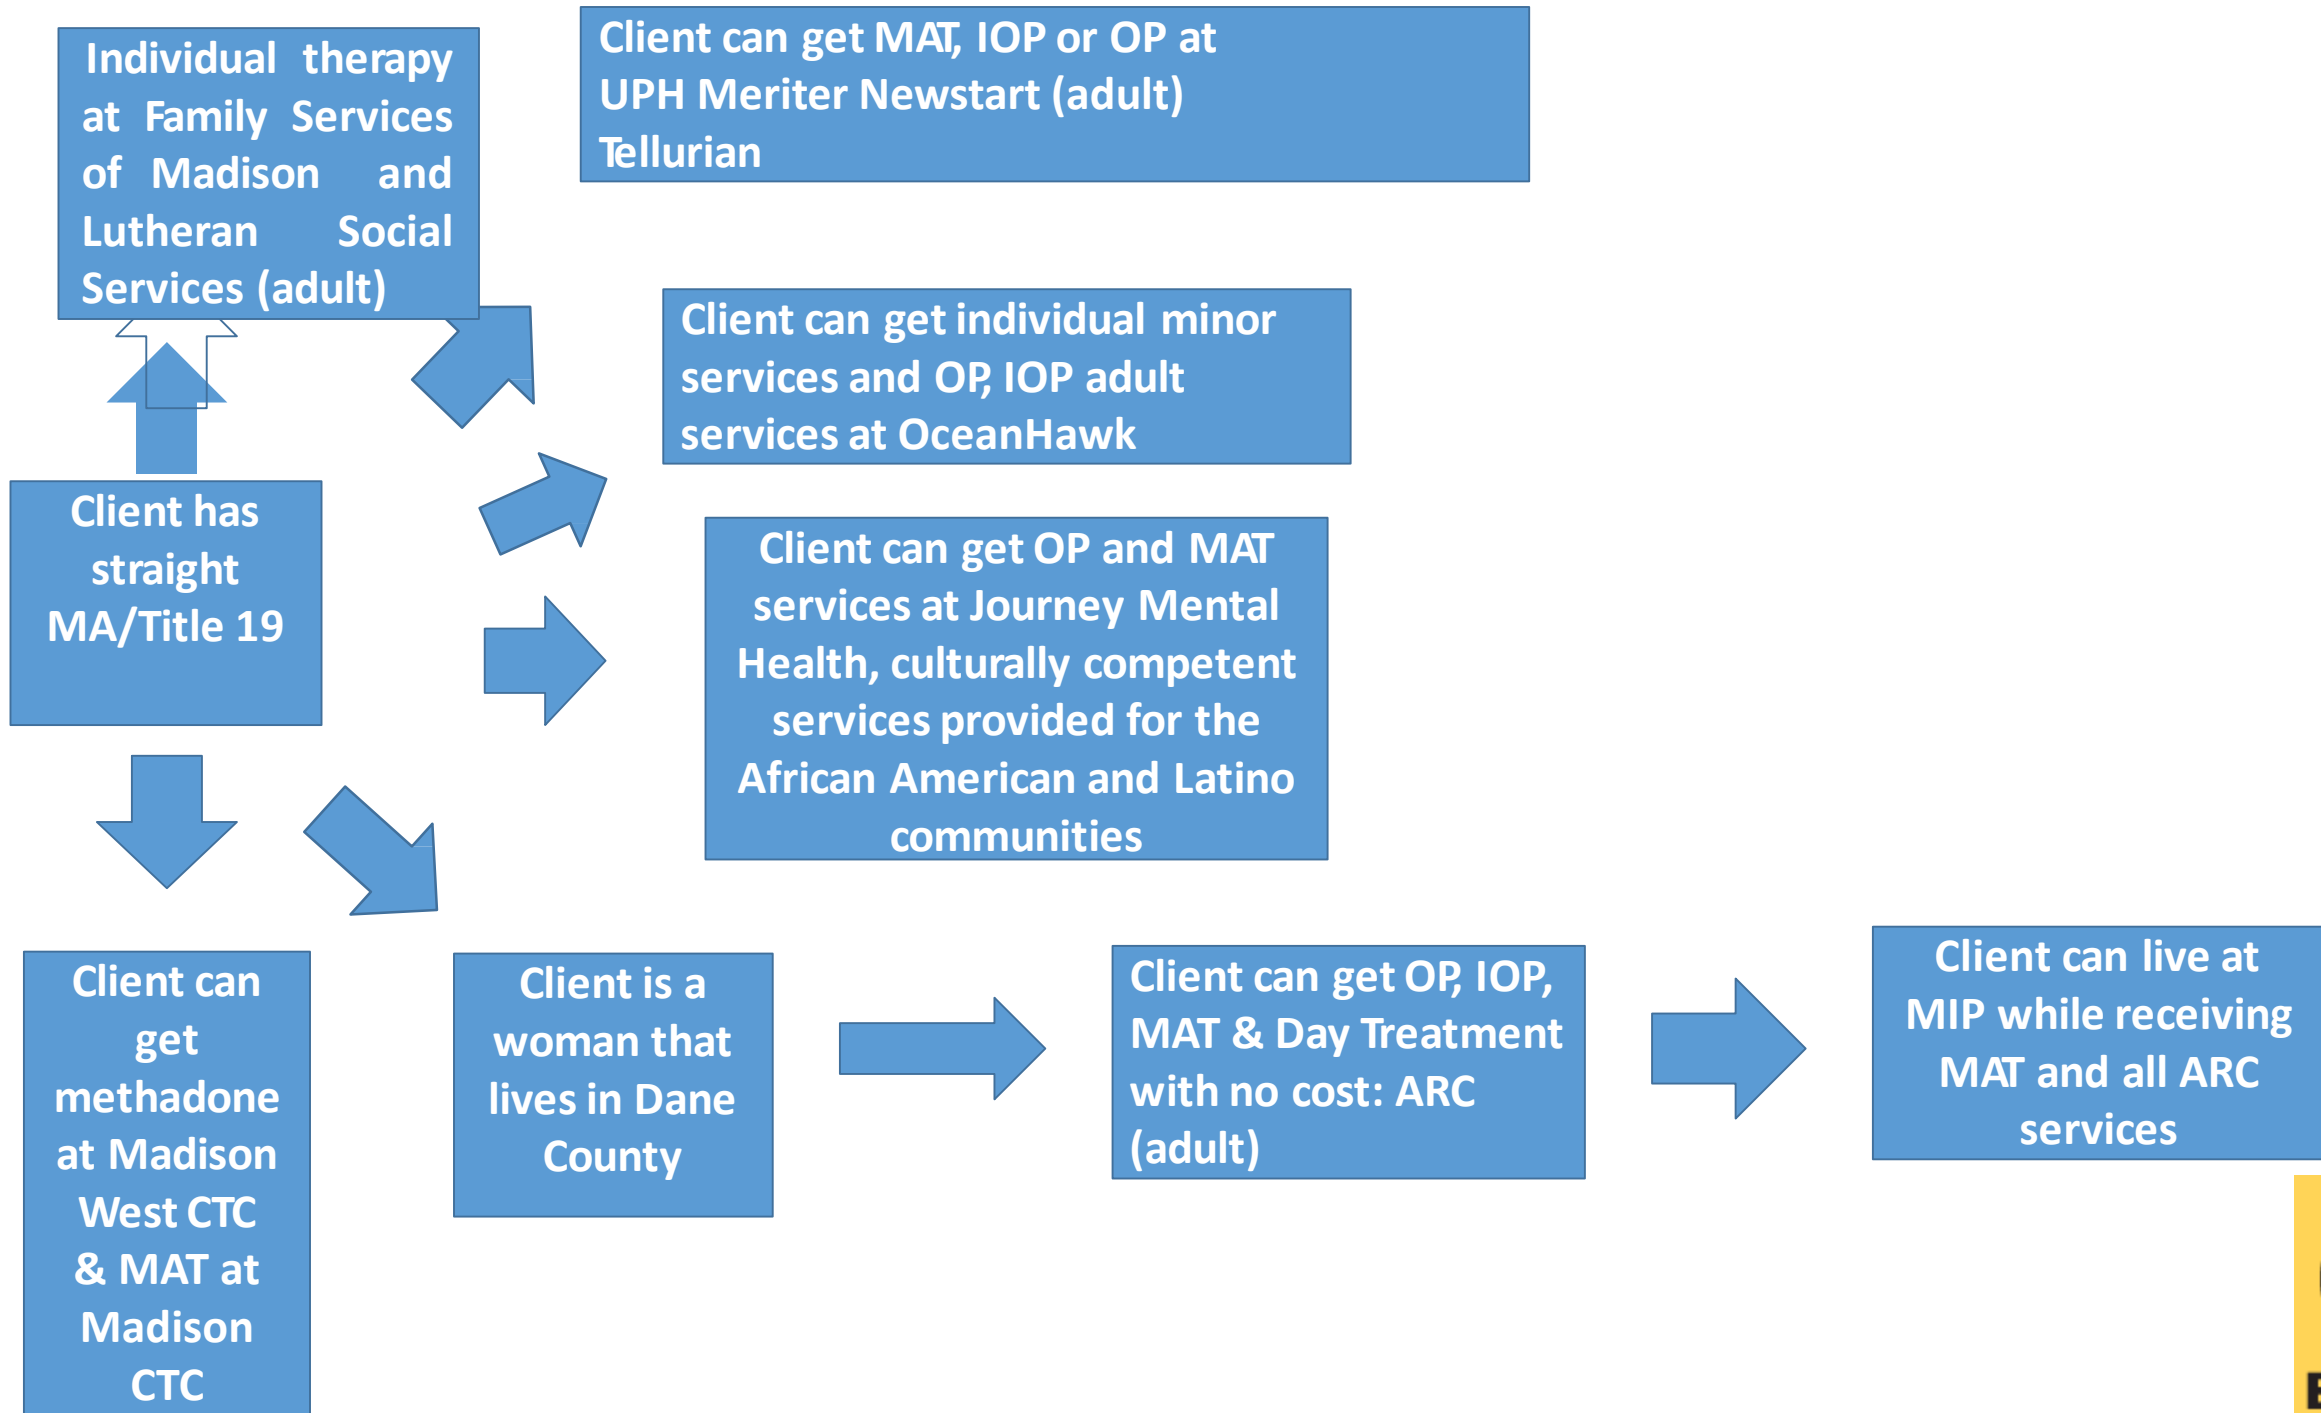 Individual therapy
at Family Services
of Madison and
Lutheran Social
Services (adult)
Client can get MAT, IOP or OP at
UPH Meriter Newstart (adult)
Tellurian
Client can get individual minor
services and OP, IOP adult
services at OceanHawk
Client has
straight
MA/Title 19
Client can get OP and MAT
services at Journey Mental
Health, culturally competent
services provided for the
African American and Latino
communities
Client can
get
methadone
at Madison
West CTC
& MAT at
Madison
CTC
Client is a
woman that
lives in Dane
County
Client can get OP, IOP,
MAT & Day Treatment
with no cost: ARC
(adult)
Client can live at
MIP while receiving
MAT and all ARC
services